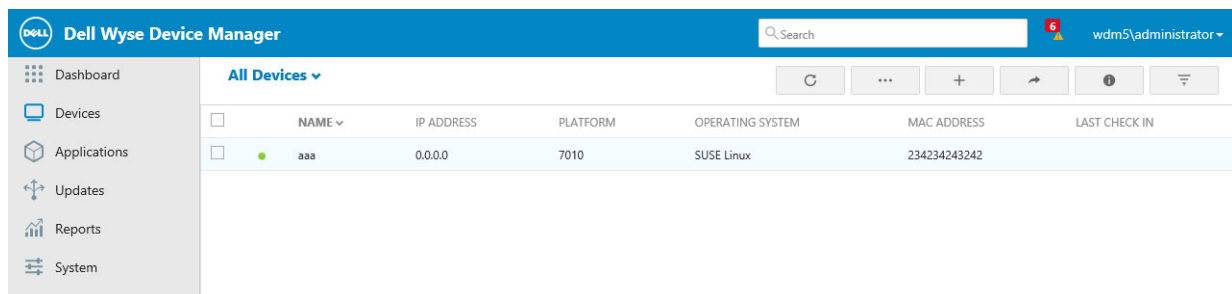 DELL Dell Wyse Device Manager Search 6 wdm5\administrator
Dashboard
Devices
Applications
Updates
Reports
System
All Devices
NAME IP ADDRESS PLATFORM OPERATING SYSTEM MAC ADDRESS LAST CHECK IN
aaa 0.0.0.0 7010 SUSE Linux 234234243242